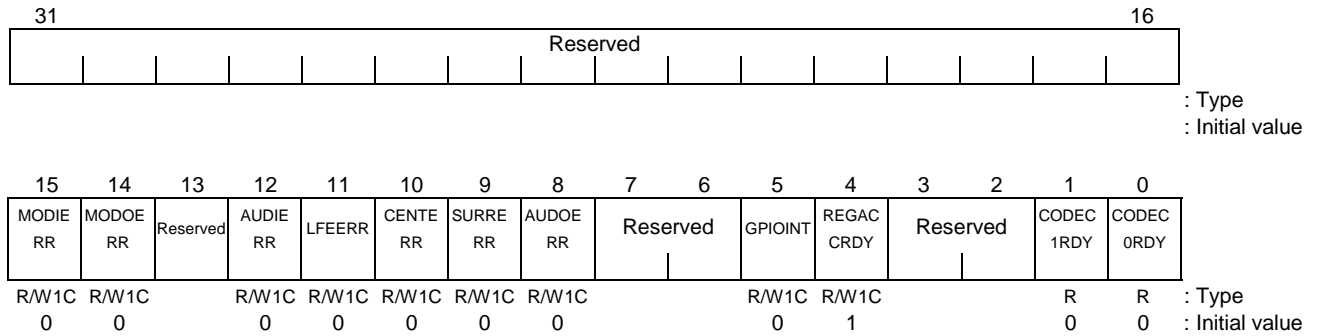 31 16
Reserved
: Type
: Initial value
15 14 13 12 11 10 9 8 7 6 5 4 3 2 1 0
MODIE MODOE Reserved AUDIE LFEERR CENTE SURRE AUDOE Reserved GPIOINT REGAC Reserved CODEC CODEC
RR RR RR RR RR RR CRDY 1RDY 0RDY
R/W1C R/W1C R/W1C R/W1C R/W1C R/W1C R/W1C R/W1C R/W1C R R : Type
0 0 0 0 0 0 0 0 1 0 0 : Initial value